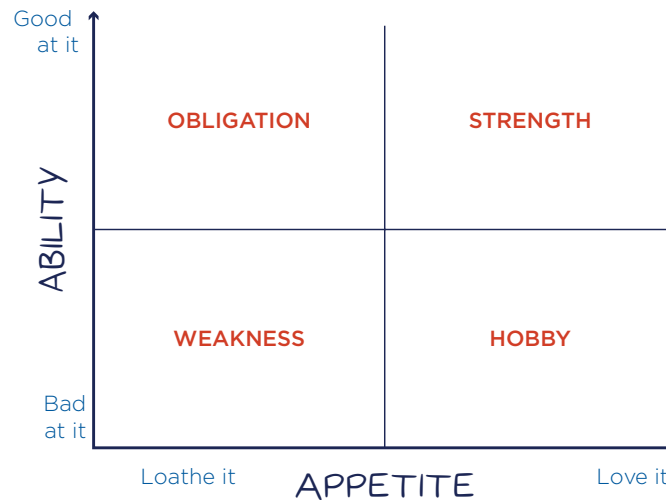 Good
at it
OBLIGATION
STRENGTH
ABILITY
WEAKNESS
HOBBY
Bad
at it
Loathe it
APPETITE
Love it